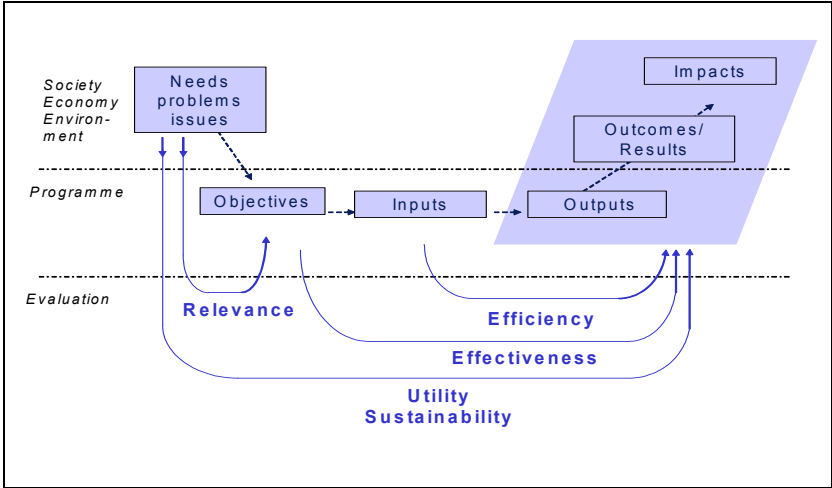 Society
Economy
Environ-
ment
Needs
problems
issues
Impacts
Outcomes/
Results
Programme
Objectives
Inputs
Outputs
Evaluation
Relevance
Efficiency
Effectiveness
Utility
Sustainability